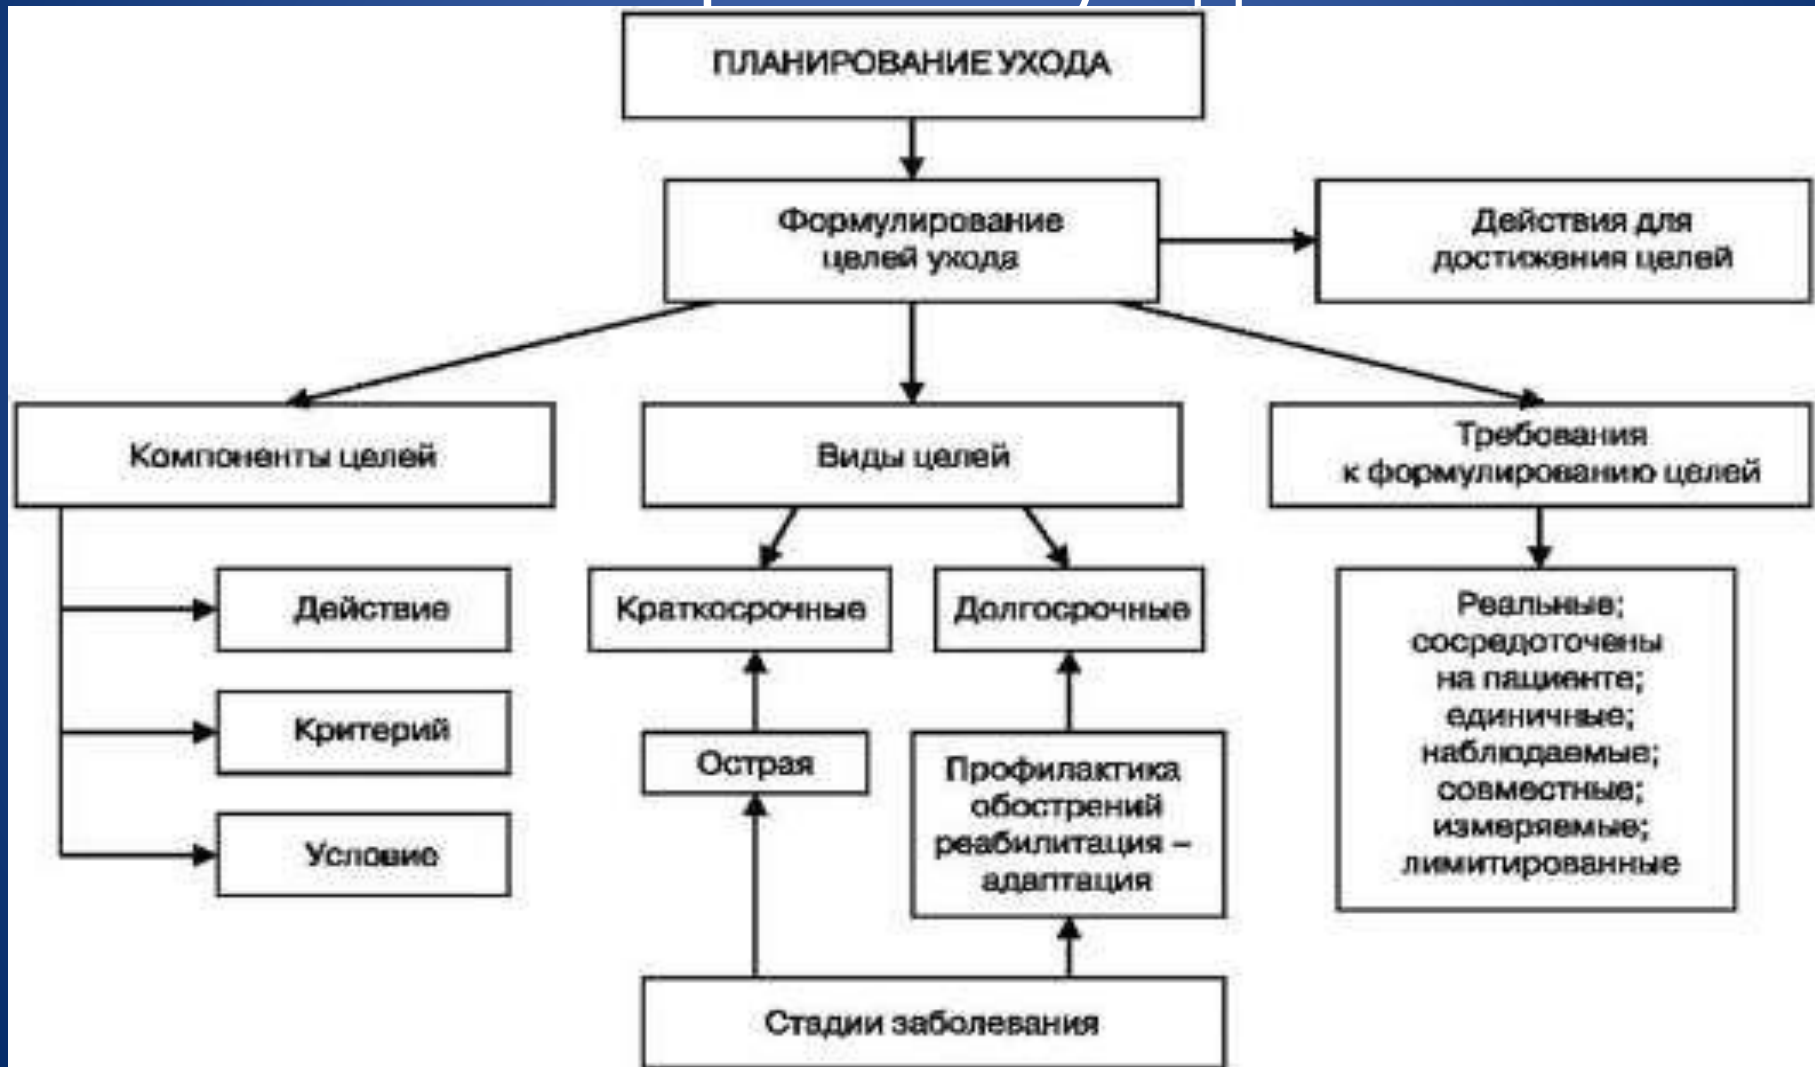 ПЛАНИРОВАНИЕ УХОДА
Формулирование
целей ухода
Действия для
достижения целей
Компоненты целей
Виды целей
Требования
к формулированию целей
Действие
Критерий
Условие
Краткосрочные
Долгосрочные
Острая
Профилактика
обострений
реабилитация –
адаптация
Стадии заболевания
Реальные;
сосредоточены
на пациенте;
единичные;
наблюдаемые;
совместные;
измеряемые;
лимитированные